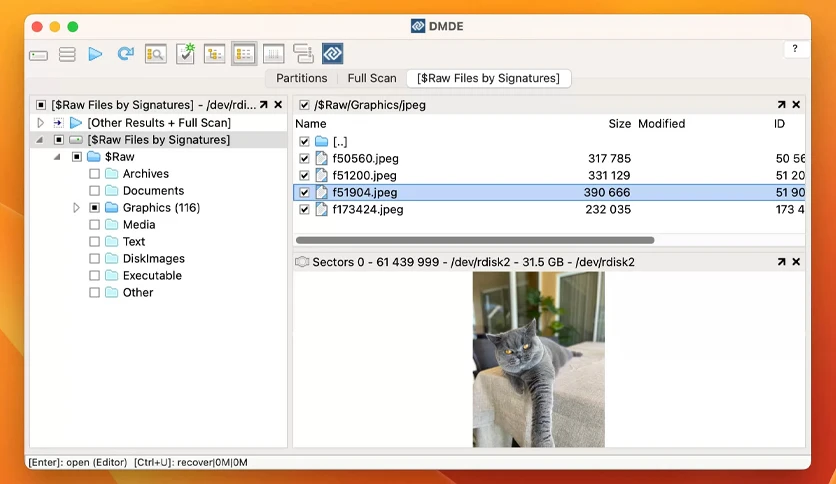 DMDE
?
Partitions Full Scan [$Raw Files by Signatures]
[$Raw Files by Signatures] - /dev/rdi...
[Other Results + Full Scan]
[$Raw Files by Signatures]
$Raw
Archives
Documents
Graphics (116)
Media
Text
DiskImages
Executable
Other
/$Raw/Graphics/jpeg
Name Size Modified ID
[..]
f50560.jpeg 317 785 50 56
f51200.jpeg 331 129 51 20
f51904.jpeg 390 666 51 90
f173424.jpeg 232 035 173 4
Sectors 0 - 61 439 999 - /dev/rdisk2 - 31.5 GB - /dev/rdisk2
[Enter]: open (Editor) [Ctrl+U]: recover|0M|0M